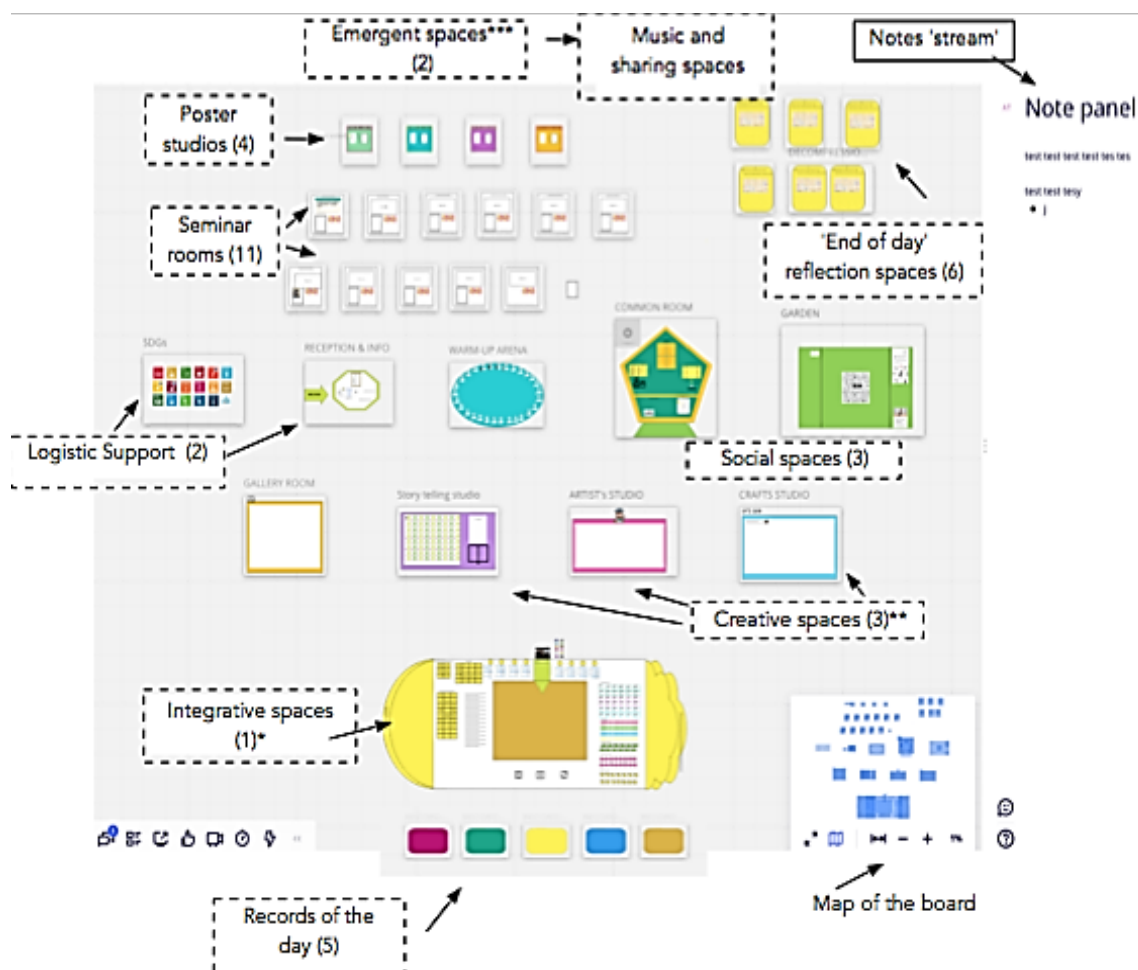 Emergent spaces***
(2)
Music and
sharing spaces
Notes 'stream'
Note panel
test test test test tes tes
test test tesy
Poster
studios (4)
Seminar
rooms (11)
'End of day'
reflection spaces (6)
COMMON ROOM
GARDEN
SDGs
RECEPTION & INFO
WARM-UP ARENA
Logistic Support (2)
Social spaces (3)
GALLERY ROOM
Story telling studio
ARTIST's STUDIO
CRAFTS STUDIO
Creative spaces (3)**
Integrative spaces
(1)*
Map of the board
Records of the
day (5)